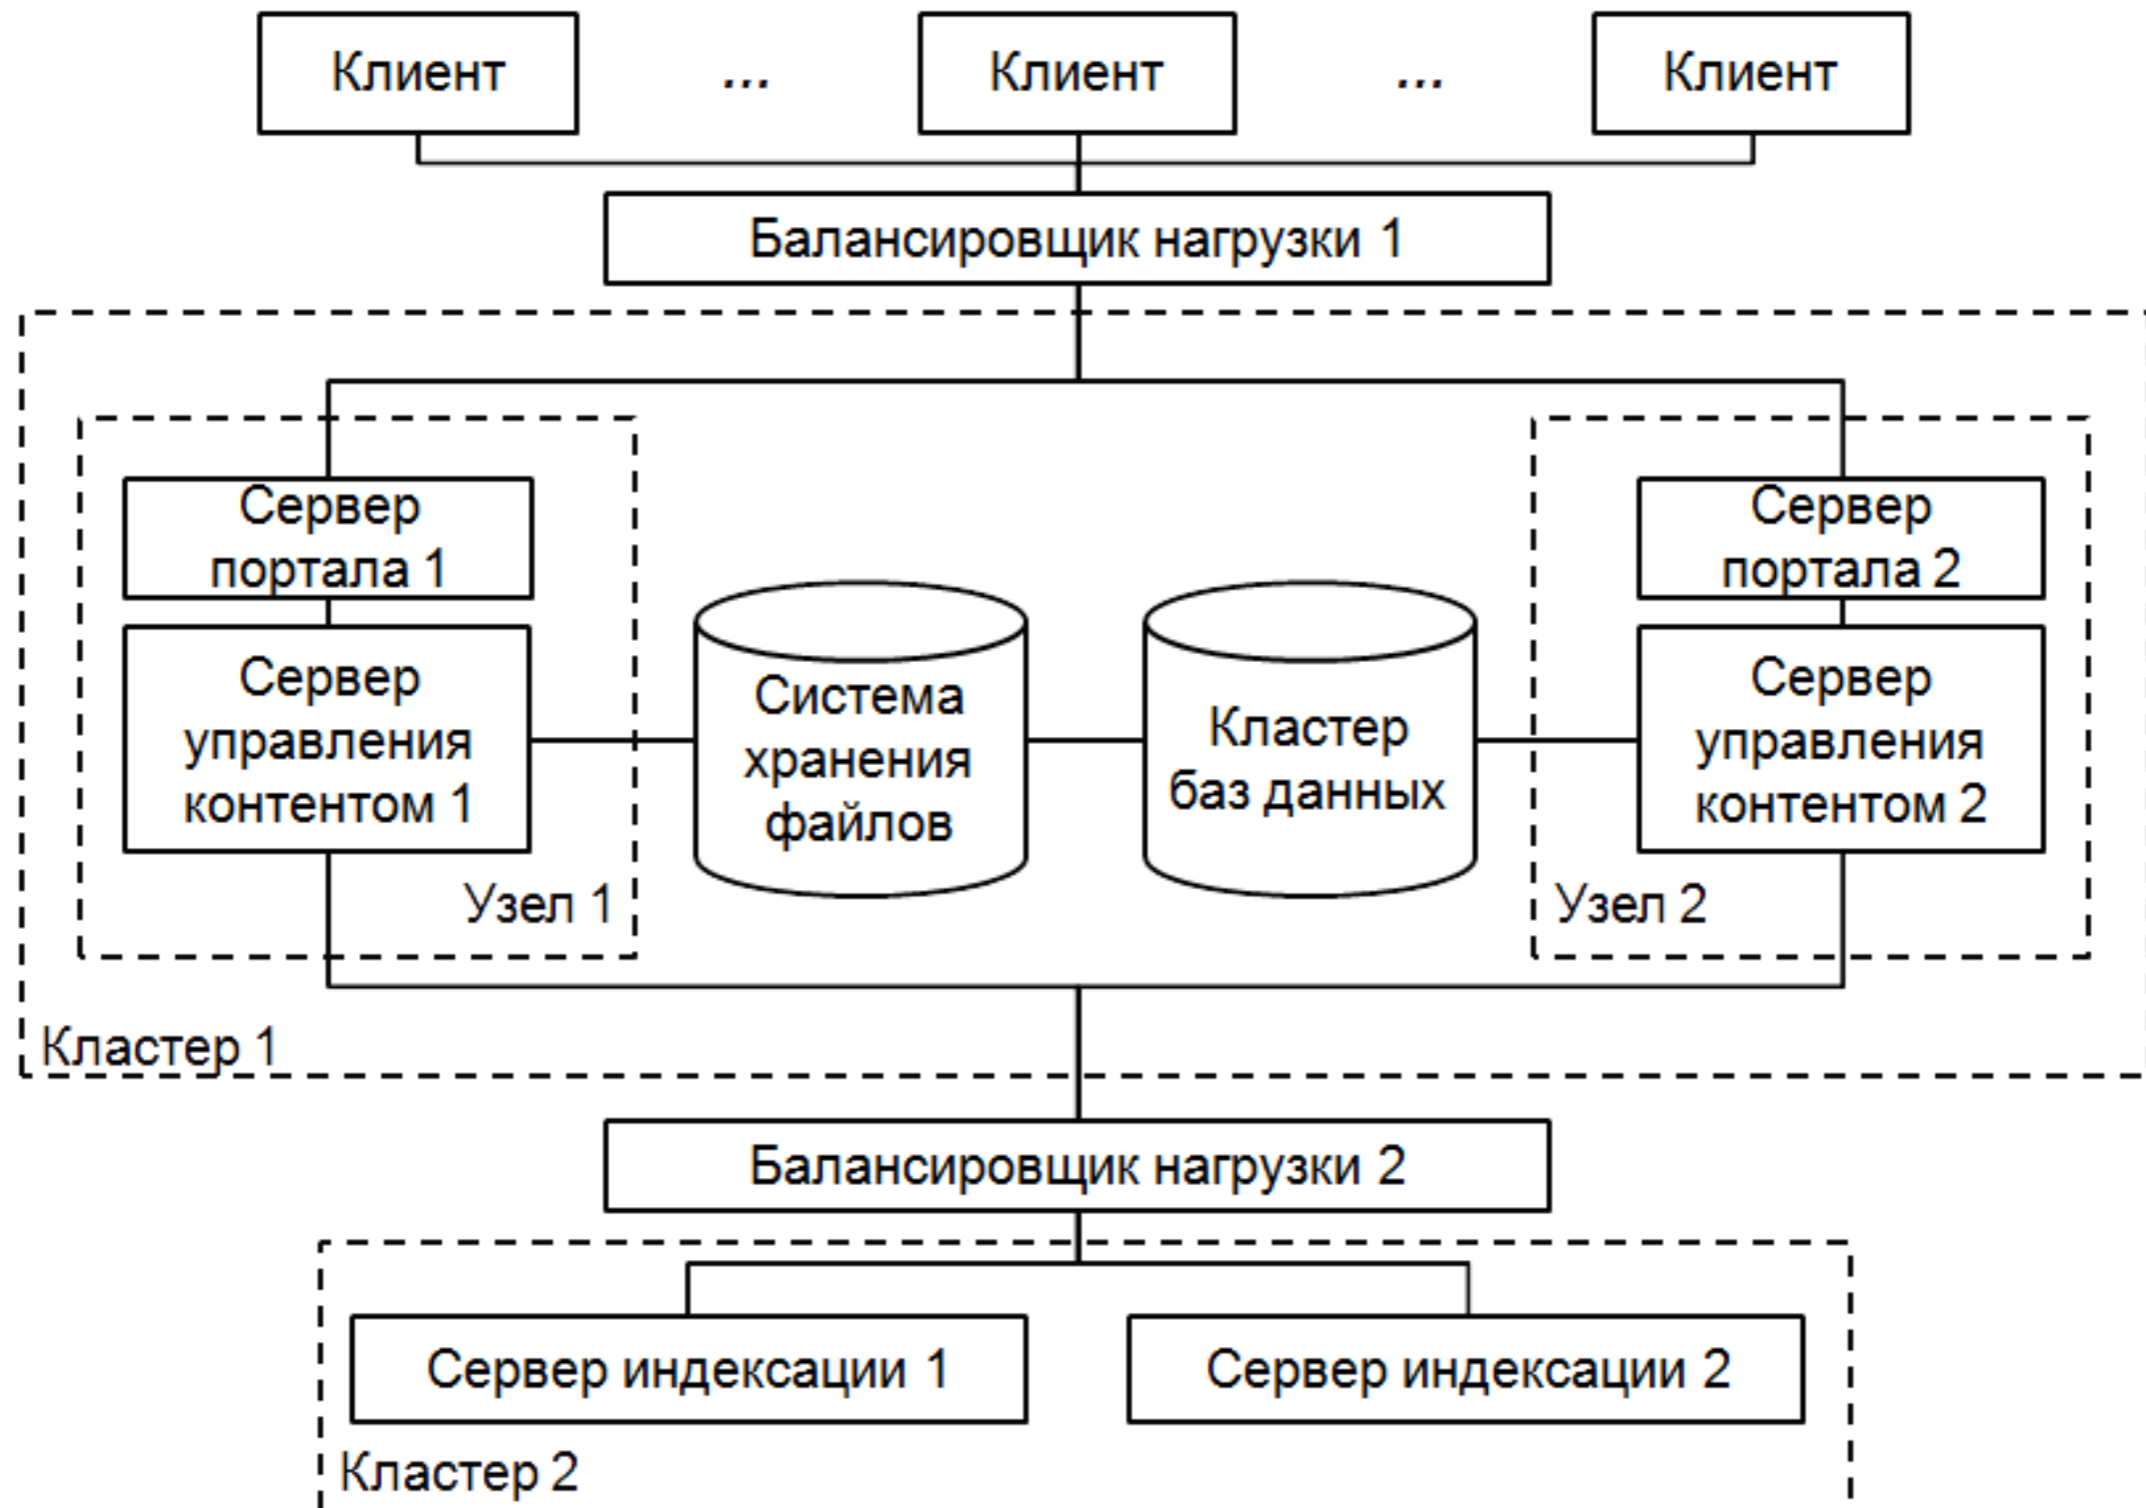 Клиент ... Клиент ... Клиент
Балансировщик нагрузки 1
Сервер
портала 1
Сервер
управления
контентом 1
Узел 1
Система
хранения
файлов
Кластер
баз данных
Сервер
портала 2
Сервер
управления
контентом 2
Узел 2
Кластер 1
Балансировщик нагрузки 2
Сервер индексации 1
Сервер индексации 2
Кластер 2